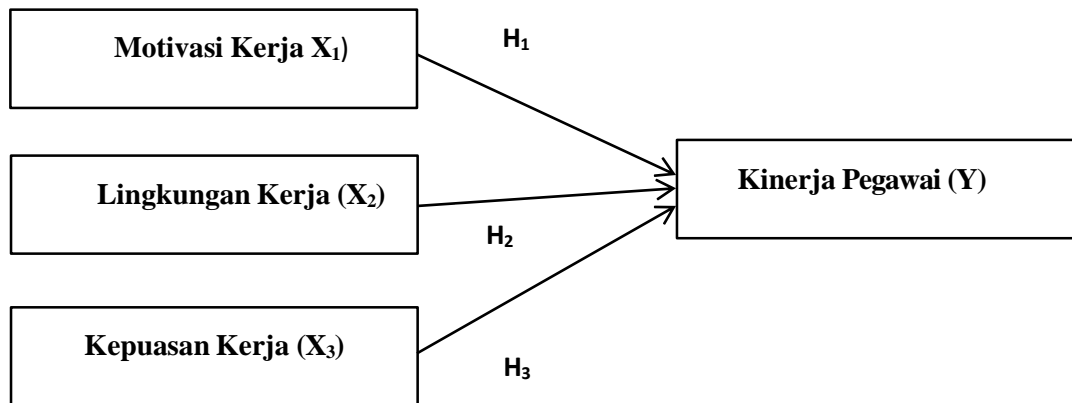 Motivasi Kerja X₁)
H₁
Lingkungan Kerja (X₂)
H₂
Kepuasan Kerja (X₃)
H₃
Kinerja Pegawai (Y)